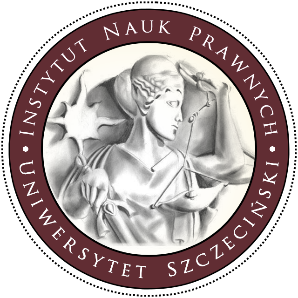 INSTYTUT NAUK PRAWNYCH
UNIWERSYTET SZCZECIŃSKI